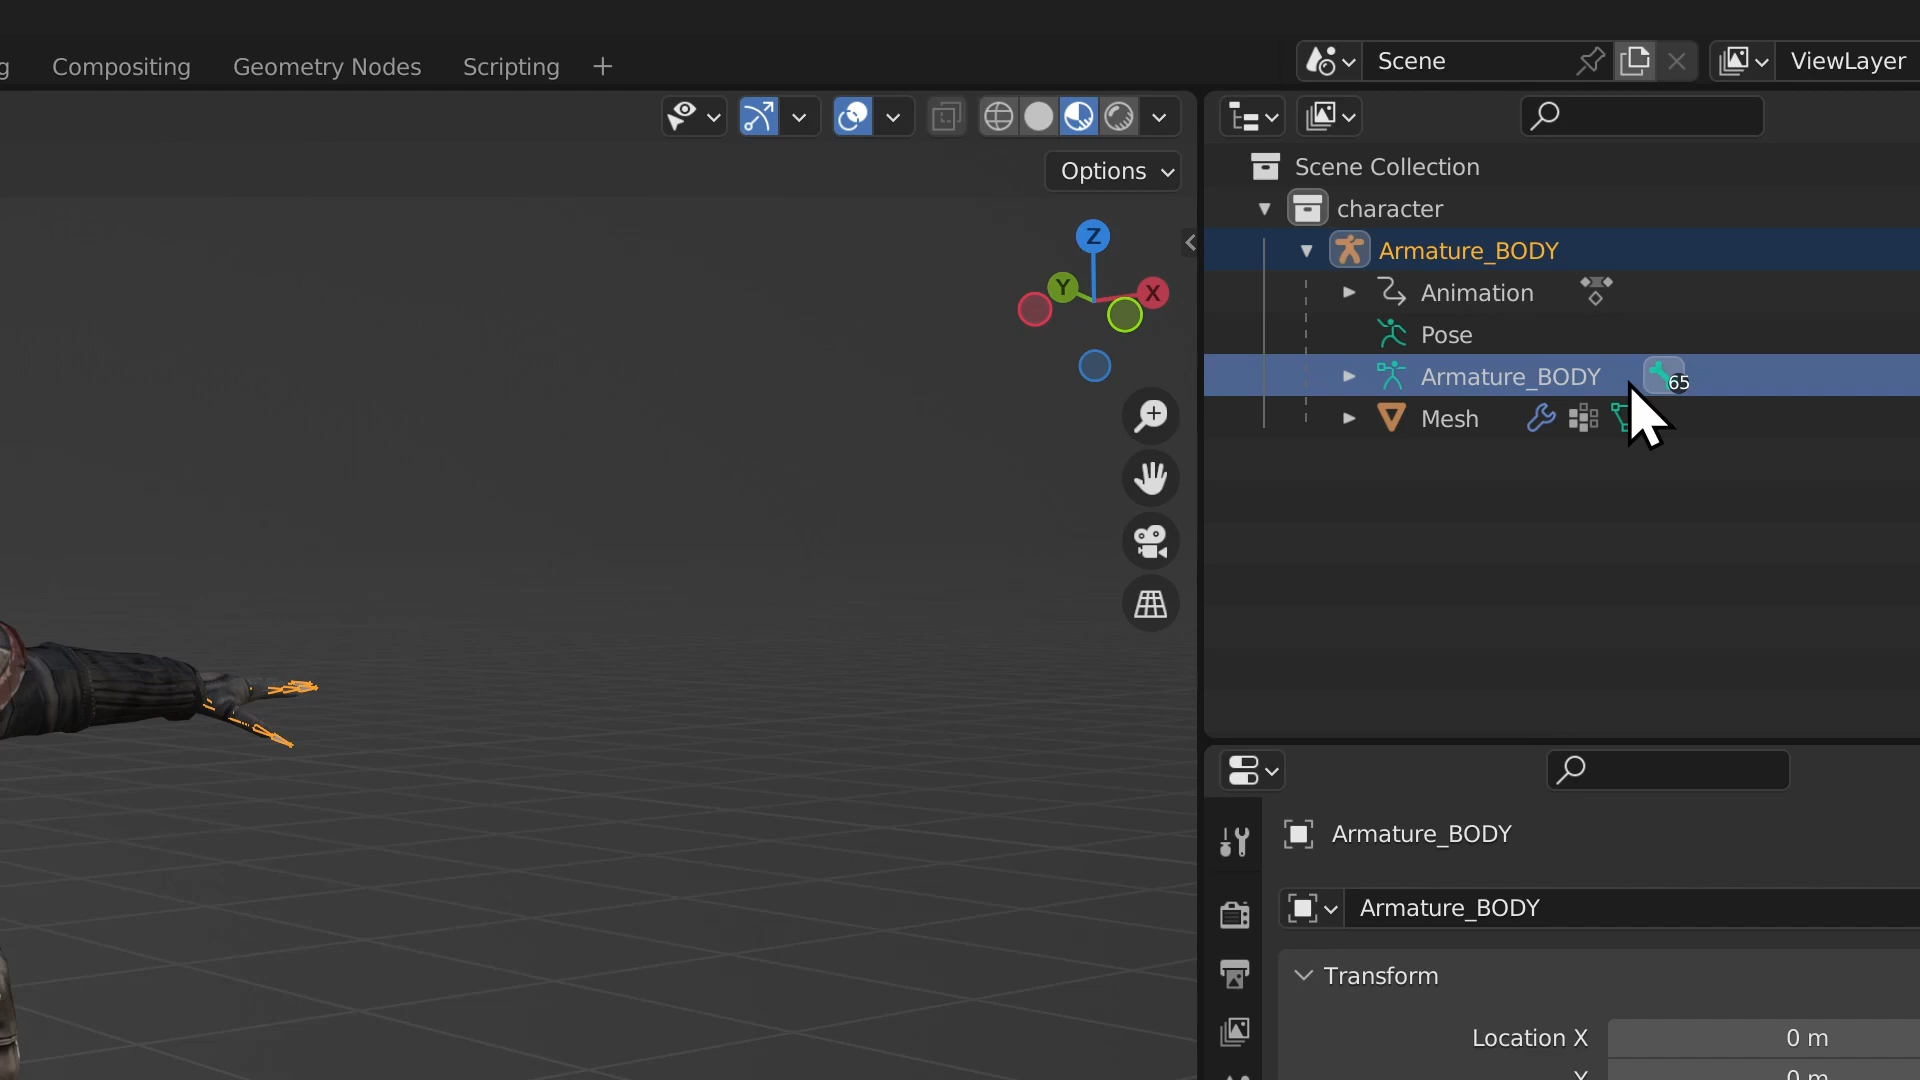 g Compositing Geometry Nodes Scripting +
Scene
ViewLayer
Options
Scene Collection
character
Armature_BODY
Animation
Pose
Armature_BODY 65
Mesh
Z
Y
X
Armature_BODY
Armature_BODY
Transform
Location X 0 m
Y 0 m